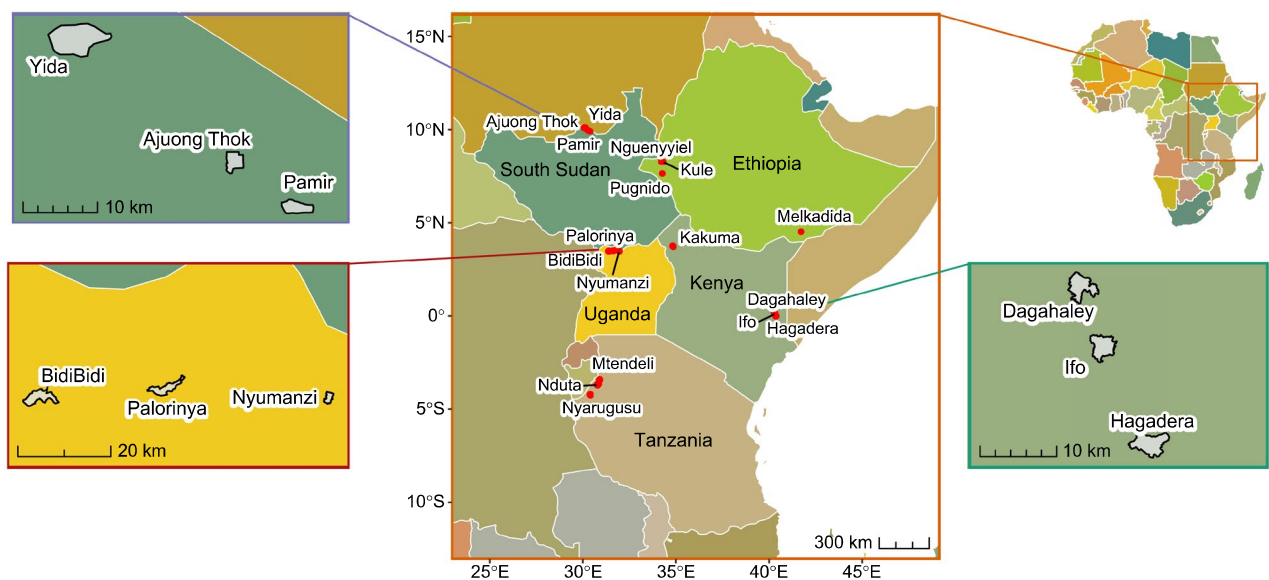 Yida
Ajuong Thok
Pamir
10 km
BidiBidi
Palorinya
Nyumanzi
20 km
15°N
10°N
5°N
0°
5°S
10°S
25°E
30°E
35°E
40°E
45°E
Ajuong Thok
Yida
Pamir
Nguenyyiel
South Sudan
Kule
Ethiopia
Pugnido
Melkadida
Palorinya
Kakuma
BidiBidi
Nyumanzi
Kenya
Dagahaley
Uganda
Ifo
Hagadera
Mtendeli
Nduta
Nyarugusu
Tanzania
300 km
Dagahaley
Ifo
Hagadera
10 km